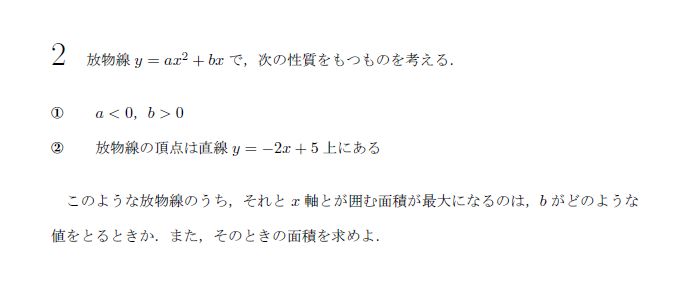 2 放物線 y = ax² + bx で，次の性質をもつものを考える．
① a < 0，b > 0
② 放物線の頂点は直線 y = −2x + 5 上にある
このような放物線のうち，それと x 軸とが囲む面積が最大になるのは，b がどのような
値をとるときか．また，そのときの面積を求めよ．